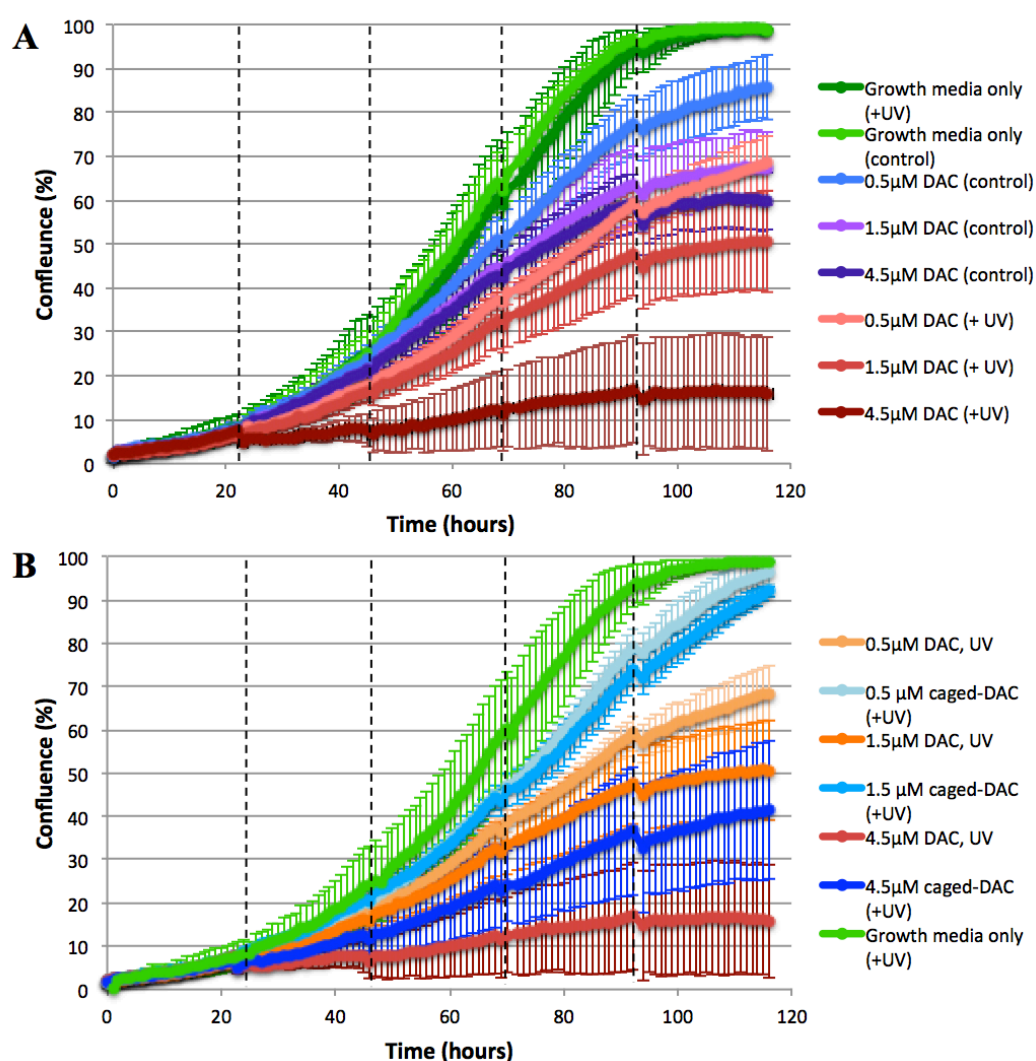 A
Confleunce (%)
100
90
80
70
60
50
40
30
20
10
0
0 20 40 60 80 100 120
Time (hours)
Growth media only
(+UV)
Growth media only
(control)
0.5µM DAC (control)
1.5µM DAC (control)
4.5µM DAC (control)
0.5µM DAC (+ UV)
1.5µM DAC (+ UV)
4.5µM DAC (+UV)
B
Confluence (%)
100
90
80
70
60
50
40
30
20
10
0
0 20 40 60 80 100 120
Time (hours)
0.5µM DAC, UV
0.5 µM caged-DAC
(+UV)
1.5µM DAC, UV
1.5 µM caged-DAC
(+UV)
4.5µM DAC, UV
4.5µM caged-DAC
(+UV)
Growth media only
(+UV)